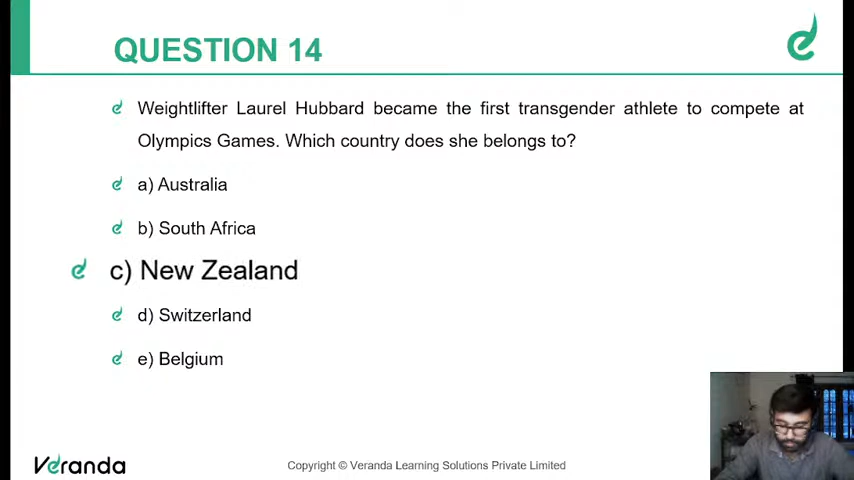 QUESTION 14
Weightlifter Laurel Hubbard became the first transgender athlete to compete at
Olympics Games. Which country does she belongs to?
a) Australia
b) South Africa
c) New Zealand
d) Switzerland
e) Belgium
Veranda
Copyright © Veranda Learning Solutions Private Limited